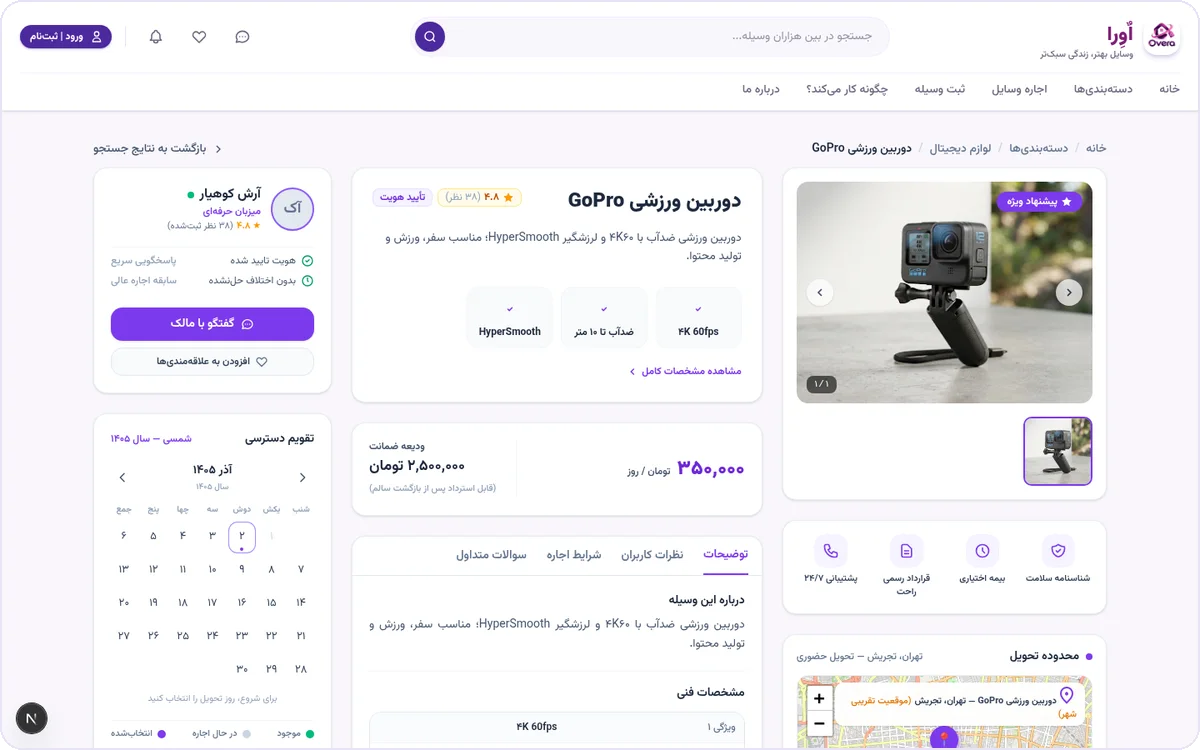 Overa
آوِرا
وسایل بهتر، زندگی سبک‌تر
جستجو در بین هزاران وسیله...
ورود | ثبت‌نام
خانه
دسته‌بندی‌ها
اجاره وسایل
ثبت وسیله
چگونه کار می‌کند؟
درباره ما
خانه / دسته‌بندی‌ها / لوازم دیجیتال / دوربین ورزشی GoPro
بازگشت به نتایج جستجو
پیشنهاد ویژه
۱/۱
شناسنامه سلامت
بیمه اختیاری
قرارداد رسمی
راحت
پشتیبانی ۲۴/۷
محدوده تحویل
تهران، تجریش — تحویل حضوری
دوربین ورزشی GoPro — تهران، تجریش (موقعیت تقریبی
شهر)
+
−
دوربین ورزشی GoPro
۴.۸ (۳۸ نظر)
تأیید هویت
دوربین ورزشی ضدآب با ۴K۶۰ و لرزشگیر HyperSmooth؛ مناسب سفر، ورزش و
تولید محتوا.
۴K 60fps
ضدآب تا ۱۰ متر
HyperSmooth
مشاهده مشخصات کامل
۳۵۰,۰۰۰ تومان / روز
ودیعه ضمانت
۲,۵۰۰,۰۰۰ تومان
(قابل استرداد پس از بازگشت سالم)
توضیحات
نظرات کاربران
شرایط اجاره
سوالات متداول
درباره این وسیله
دوربین ورزشی ضدآب با ۴K۶۰ و لرزشگیر HyperSmooth؛ مناسب سفر، ورزش و
تولید محتوا.
مشخصات فنی
ویژگی ۱
۴K 60fps
آک
آرش کوهیار
میزبان حرفه‌ای
۴.۸ (۳۸ نظر ثبت‌شده)
هویت تایید شده
پاسخگویی سریع
بدون اختلاف حل‌نشده
سابقه اجاره عالی
گفتگو با مالک
افزودن به علاقه‌مندی‌ها
تقویم دسترسی
شمسی — سال ۱۴۰۵
آذر ۱۴۰۵
سال ۱۴۰۵
شنب یکش دوش سه چها پنج جمع
۱ ۲ ۳ ۴ ۵ ۶
۷ ۸ ۹ ۱۰ ۱۱ ۱۲ ۱۳
۱۴ ۱۵ ۱۶ ۱۷ ۱۸ ۱۹ ۲۰
۲۱ ۲۲ ۲۳ ۲۴ ۲۵ ۲۶ ۲۷
۲۸ ۲۹ ۳۰
برای شروع، روز تحویل را انتخاب کنید
موجود
در حال اجاره
انتخاب‌شده
N